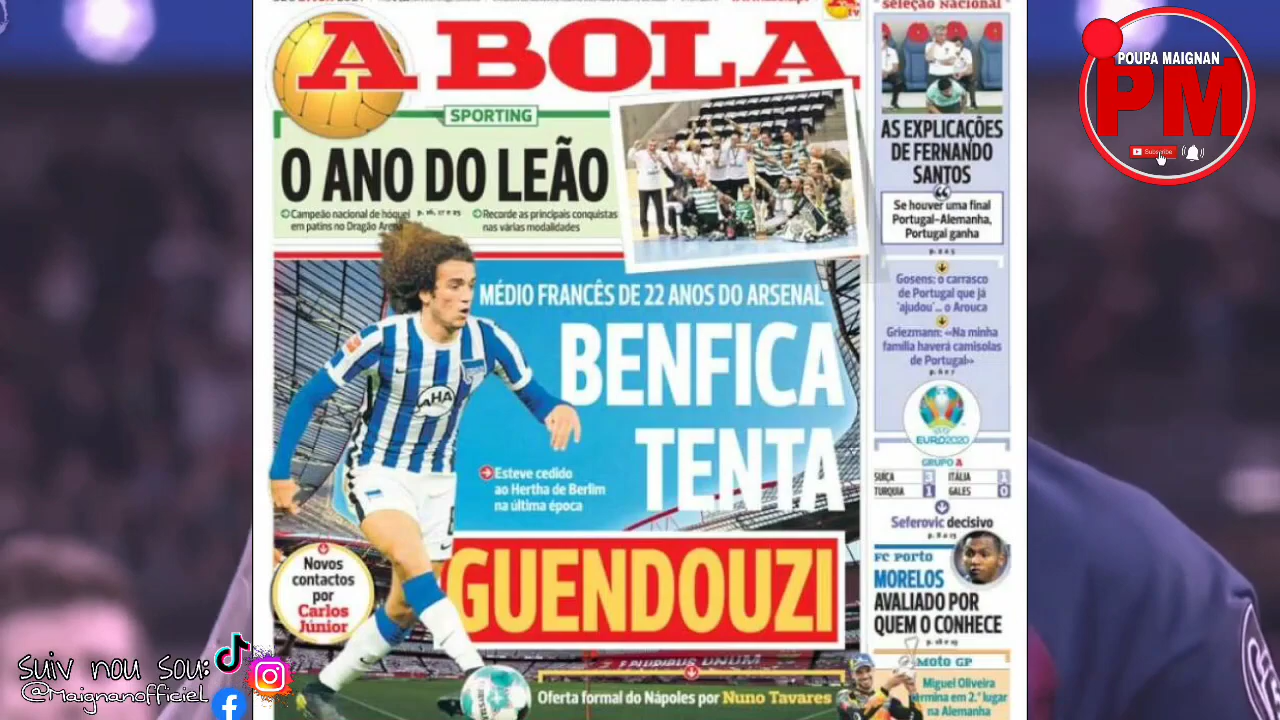 A BOLA
SPORTING
O ANO DO LEÃO
Campeão nacional de hóquei
em patins no Dragão Arena
Recorde as principais conquistas
nas várias modalidades
MÉDIO FRANCÊS DE 22 ANOS DO ARSENAL
BENFICA
TENTA
GUENDOUZI
Esteve cedido
ao Hertha de Berlim
na última época
AHA
Novos
contactos
por
Carlos
Júnior
E PLURIBUS UNUM
Oferta formal do Nápoles por Nuno Tavares
Seleção Nacional
AS EXPLICAÇÕES
DE FERNANDO
SANTOS
Se houver uma final
Portugal-Alemanha,
Portugal ganha
Gosens: o carrasco
de Portugal que já
'ajudou'... o Arouca
Griezmann: «Na minha
família haverá camisolas
de Portugal»
EURO2020
GRUPO A
SUÍÇA 3 ITÁLIA 1
TURQUIA 1 GALES 0
Seferovic decisivo
FC PORTO
MORELOS
AVALIADO POR
QUEM O CONHECE
MOTO GP
Miguel Oliveira
termina em 2.º lugar
na Alemanha
POUPA MAIGNAN
PM
Subscribe
Suiv nou sou:
@Maignanofficiel